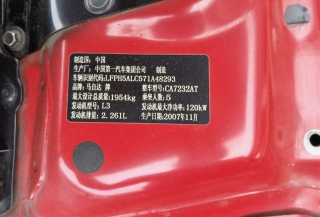 制造国：中国
生产厂：中国第一汽车集团公司 制造
车辆识别代码:LFPH5ALC571A48293
品牌：马自达 牌 整车型号：CA7232AT
最大设计总质量：1954kg 乘坐人数：5
发动机型号：L3 发动机最大净功率：120kW
发动机排量：2.261L 生产日期：2007年11月